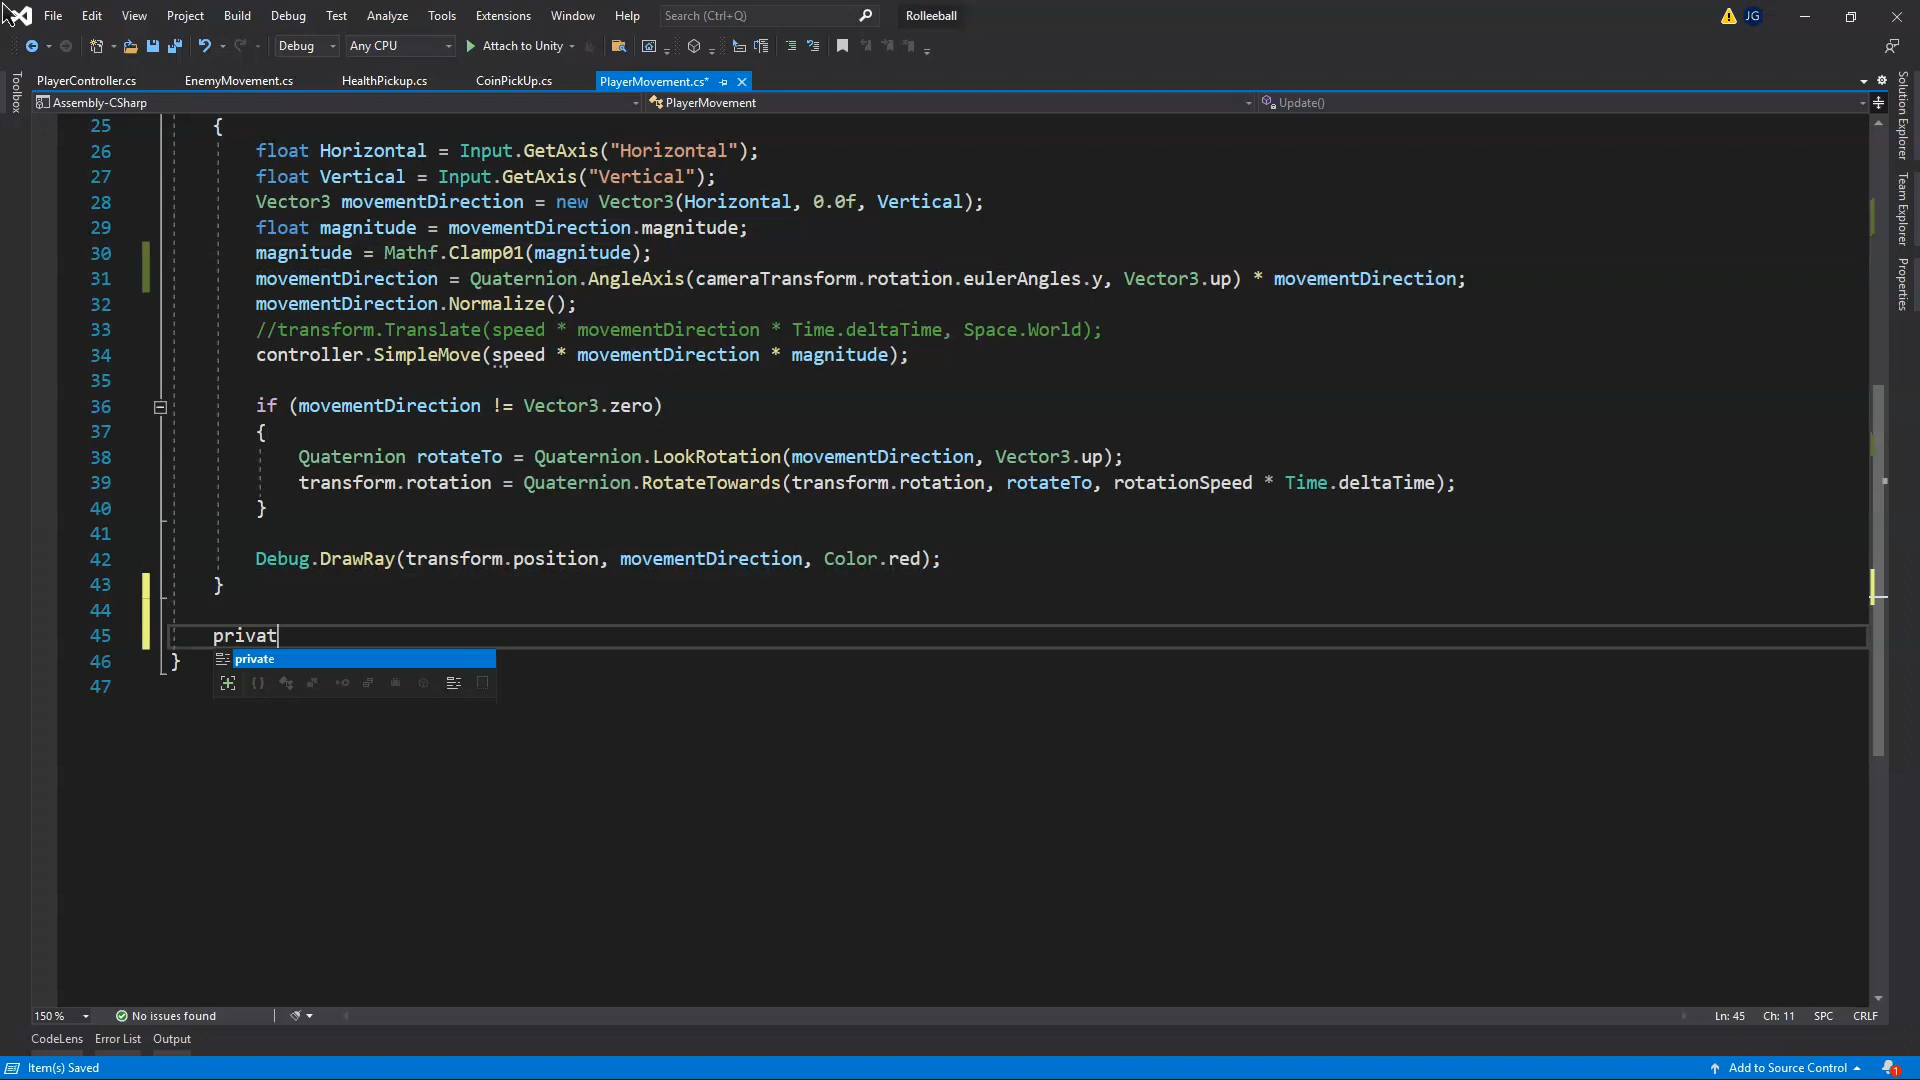 File Edit View Project Build Debug Test Analyze Tools Extensions Window Help Search (Ctrl+Q) Rolleeball JG
Debug Any CPU Attach to Unity
PlayerController.cs EnemyMovement.cs HealthPickup.cs CoinPickUp.cs PlayerMovement.cs*
Assembly-CSharp PlayerMovement Update()
25 {
26 float Horizontal = Input.GetAxis("Horizontal");
27 float Vertical = Input.GetAxis("Vertical");
28 Vector3 movementDirection = new Vector3(Horizontal, 0.0f, Vertical);
29 float magnitude = movementDirection.magnitude;
30 magnitude = Mathf.Clamp01(magnitude);
31 movementDirection = Quaternion.AngleAxis(cameraTransform.rotation.eulerAngles.y, Vector3.up) * movementDirection;
32 movementDirection.Normalize();
33 //transform.Translate(speed * movementDirection * Time.deltaTime, Space.World);
34 controller.SimpleMove(speed * movementDirection * magnitude);
35
36 if (movementDirection != Vector3.zero)
37 {
38 Quaternion rotateTo = Quaternion.LookRotation(movementDirection, Vector3.up);
39 transform.rotation = Quaternion.RotateTowards(transform.rotation, rotateTo, rotationSpeed * Time.deltaTime);
40 }
41
42 Debug.DrawRay(transform.position, movementDirection, Color.red);
43 }
44
45 privat
private
46 }
47
Toolbox
Solution Explorer
Team Explorer
Properties
150 % No issues found Ln: 45 Ch: 11 SPC CRLF
CodeLens Error List Output
Item(s) Saved Add to Source Control 1